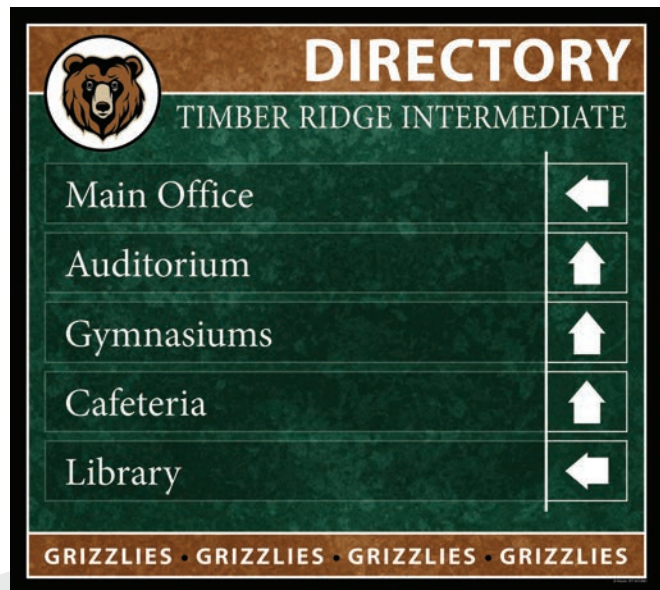 DIRECTORY
TIMBER RIDGE INTERMEDIATE
Main Office
Auditorium
Gymnasiums
Cafeteria
Library
GRIZZLIES • GRIZZLIES • GRIZZLIES • GRIZZLIES